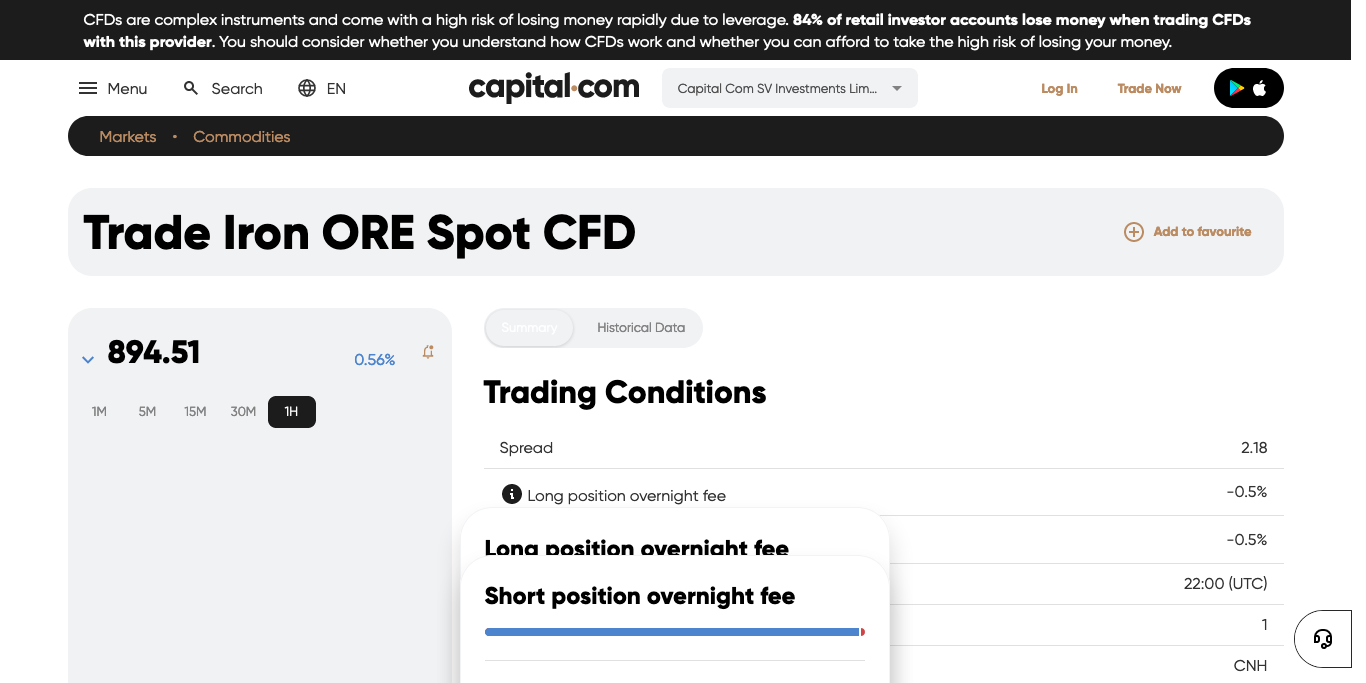 CFDs are complex instruments and come with a high risk of losing money rapidly due to leverage. 84% of retail investor accounts lose money when trading CFDs
with this provider. You should consider whether you understand how CFDs work and whether you can afford to take the high risk of losing your money.
Menu Search EN capital.com Capital Com SV Investments Lim... Log In Trade Now
Markets • Commodities
Trade Iron ORE Spot CFD
Add to favourite
894.51 0.56%
1M 5M 15M 30M 1H
Summary Historical Data
Trading Conditions
Spread 2.18
Long position overnight fee -0.5%
Long position overnight fee
-0.5%
Short position overnight fee
22:00 (UTC)
1
CNH